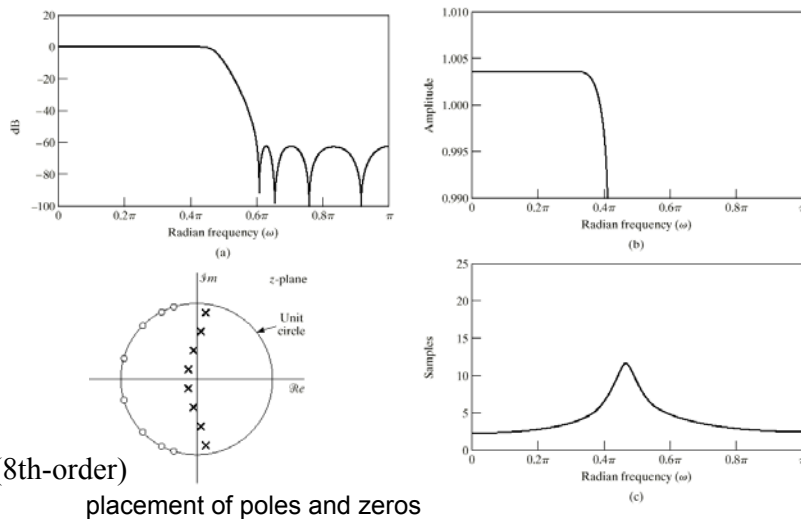 20
0
−20
−40
−60
−80
−100
dB
0
0.2π
0.4π
0.6π
0.8π
π
Radian frequency (ω)
(a)
1.010
1.005
1.000
0.995
0.990
Amplitude
0
0.2π
0.4π
0.6π
0.8π
Radian frequency (ω)
(b)
ℐm
z-plane
Unit
circle
ℛe
25
20
15
10
5
0
Samples
0
0.2π
0.4π
0.6π
0.8π
Radian frequency (ω)
(c)
8th-order)
placement of poles and zeros